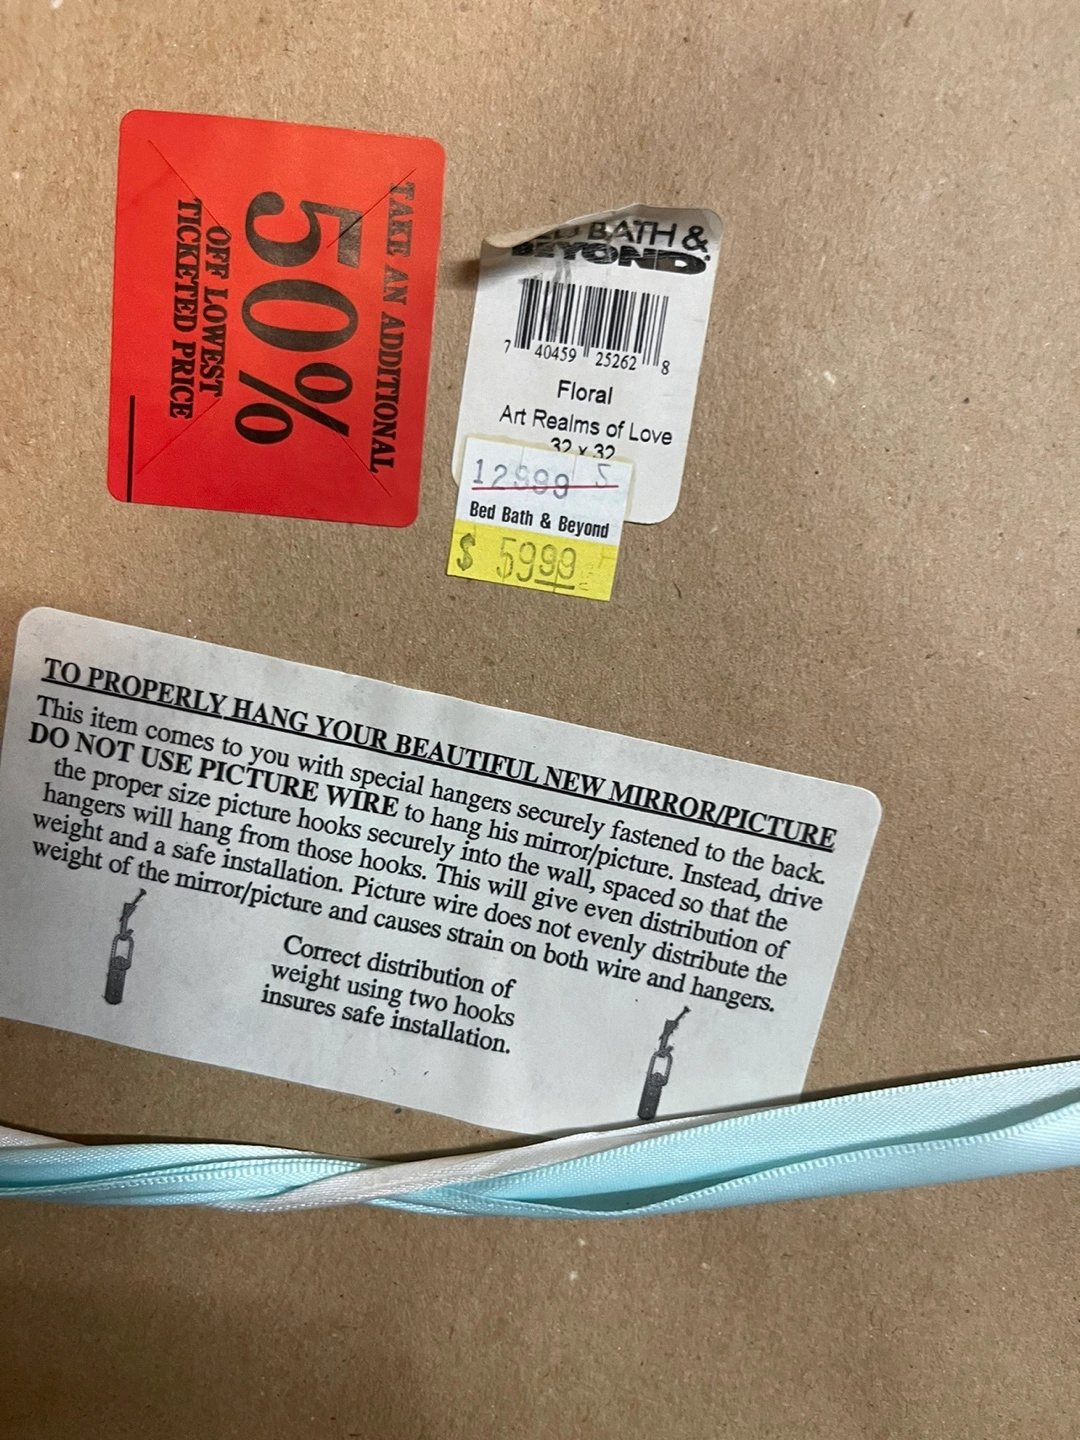 TAKE AN ADDITIONAL
50%
OFF LOWEST
TICKETED PRICE
BATH &
BEYOND
7 40459 25262 8
Floral
Art Realms of Love
32 x 32
12999 S
Bed Bath & Beyond
$ 5999
TO PROPERLY HANG YOUR BEAUTIFUL NEW MIRROR/PICTURE
This item comes to you with special hangers securely fastened to the back.
DO NOT USE PICTURE WIRE to hang his mirror/picture. Instead, drive
the proper size picture hooks securely into the wall, spaced so that the
hangers will hang from those hooks. This will give even distribution of
weight and a safe installation. Picture wire does not evenly distribute the
weight of the mirror/picture and causes strain on both wire and hangers.
Correct distribution of
weight using two hooks
insures safe installation.